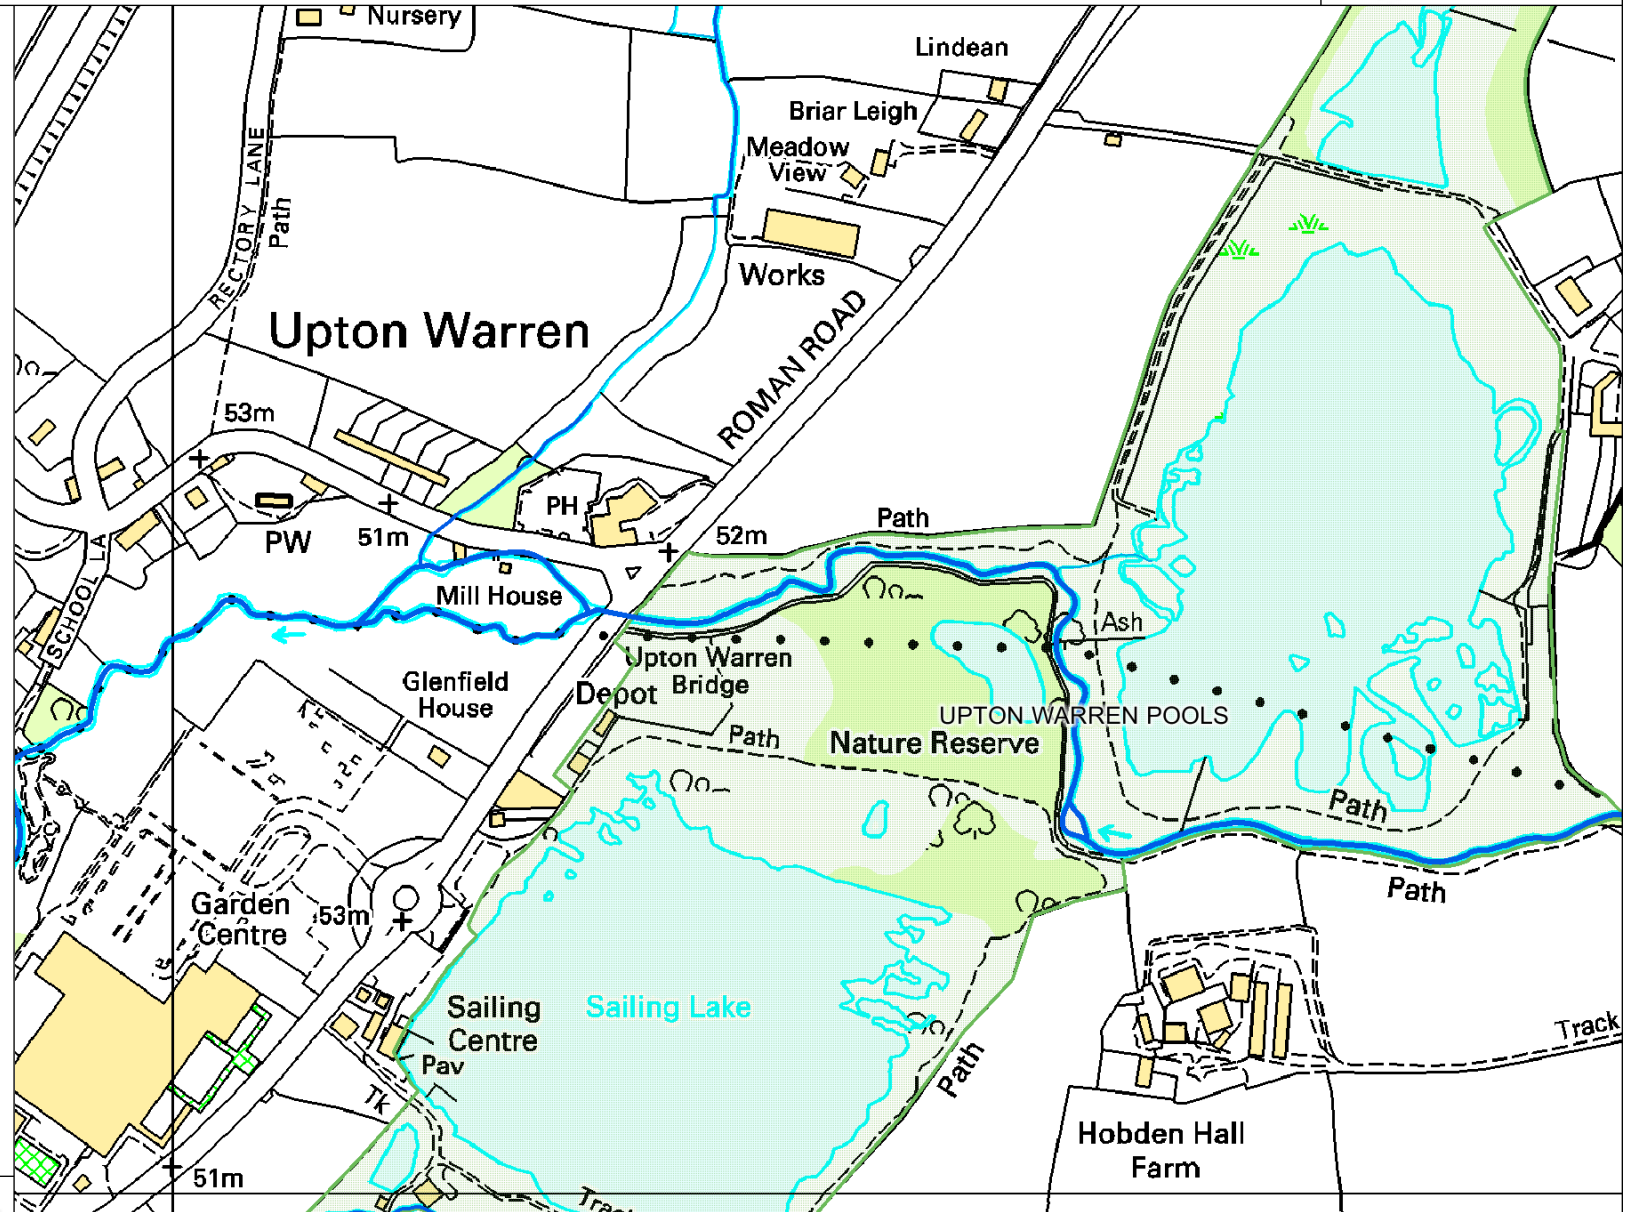 Nursery
Lindean
Briar Leigh
Meadow
View
RECTORY LANE
Path
Works
Upton Warren
ROMAN ROAD
53m
PH
Path
PW
51m
52m
Mill House
SCHOOL LA
Ash
Upton Warren
Bridge
Glenfield
House
Depot
UPTON WARREN POOLS
Path
Nature Reserve
Path
Path
Garden
Centre
53m
Sailing
Centre
Sailing Lake
Pav
Path
Track
Tk
Hobden Hall
Farm
51m